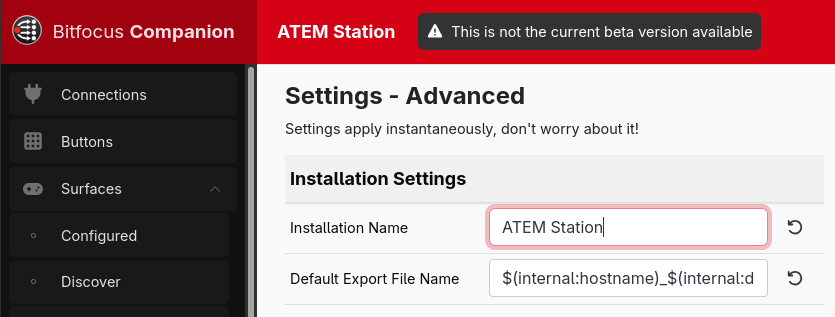 Bitfocus Companion
ATEM Station
This is not the current beta version available
Connections
Buttons
Surfaces
Configured
Discover
Settings - Advanced
Settings apply instantaneously, don't worry about it!
Installation Settings
Installation Name
ATEM Station
Default Export File Name
$(internal:hostname)_$(internal:d